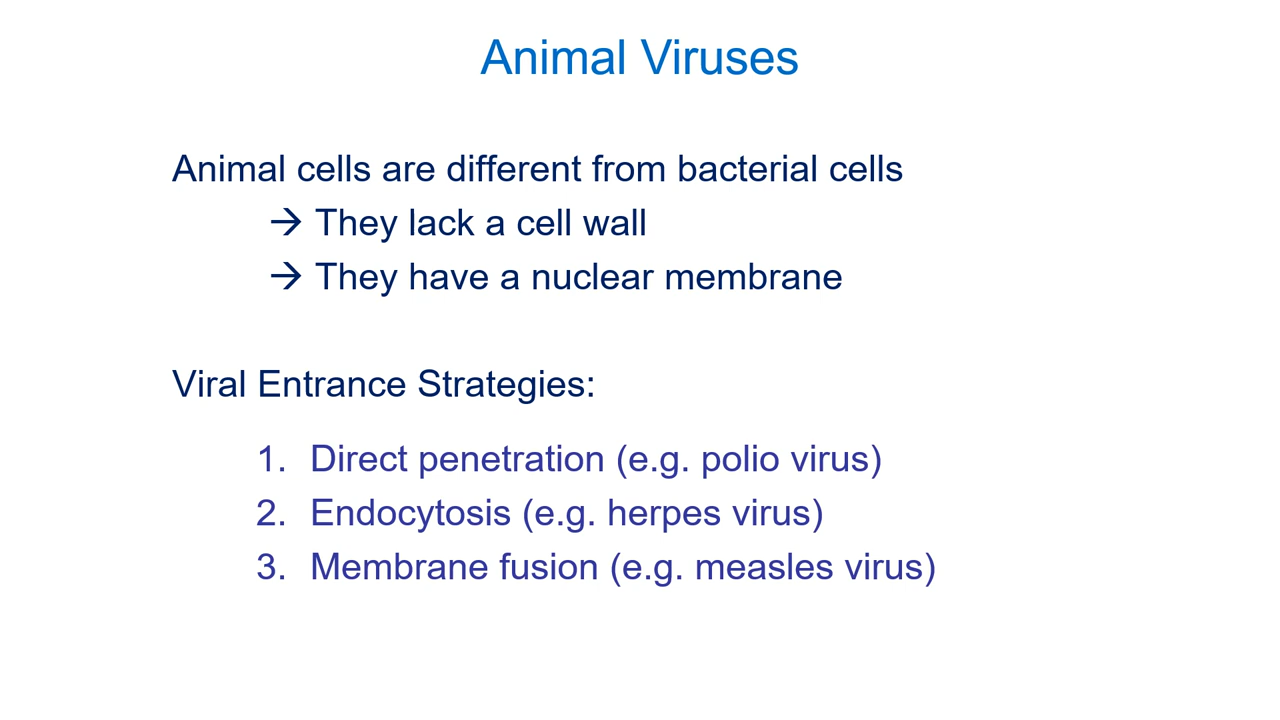 Animal Viruses
Animal cells are different from bacterial cells
→ They lack a cell wall
→ They have a nuclear membrane
Viral Entrance Strategies:
1. Direct penetration (e.g. polio virus)
2. Endocytosis (e.g. herpes virus)
3. Membrane fusion (e.g. measles virus)